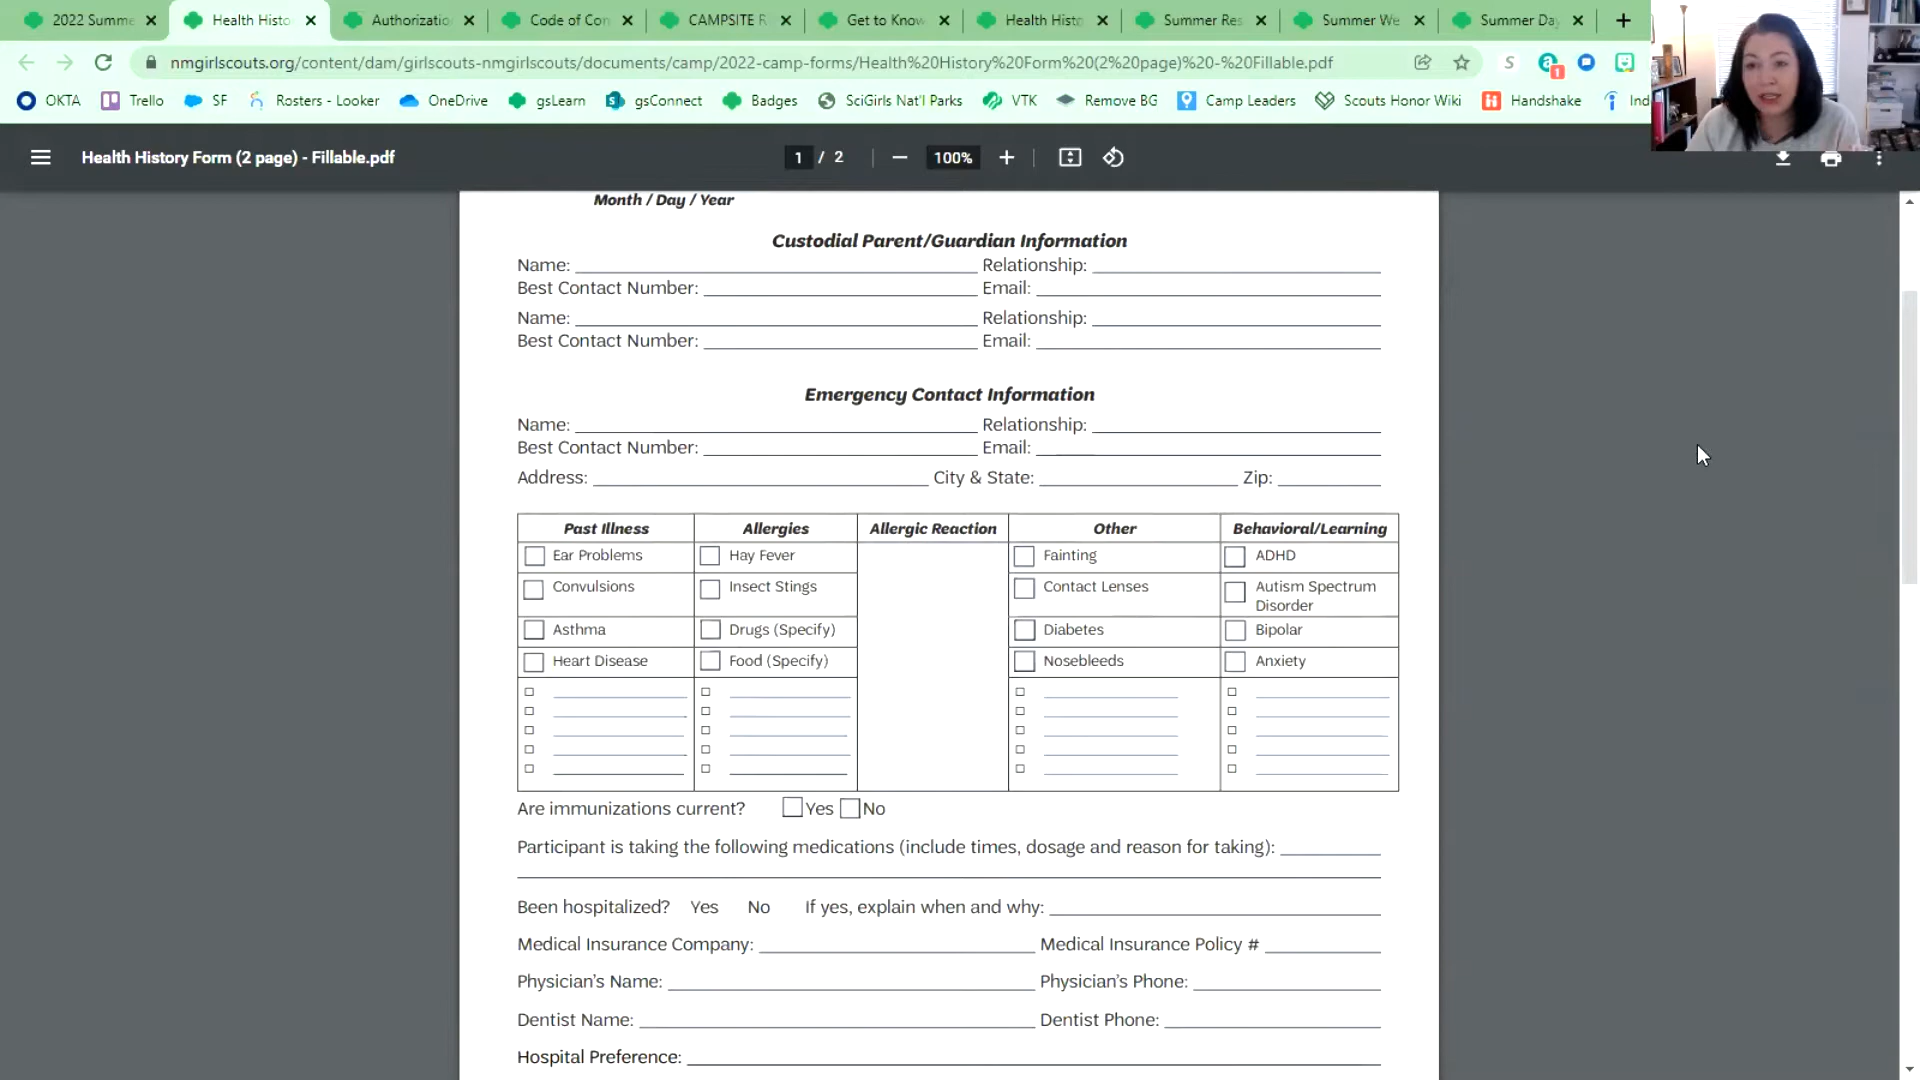 2022 Summe
Health Histo
Authorizatio
Code of Con
CAMPSITE R
Get to Know
Health Histo
Summer Res
Summer We
Summer Day
nmgirlscouts.org/content/dam/girlscouts-nmgirlscouts/documents/camp/2022-camp-forms/Health%20History%20Form%20(2%20page)%20-%20Fillable.pdf
OKTA Trello SF Rosters - Looker OneDrive gsLearn gsConnect Badges SciGirls Nat'l Parks VTK Remove BG Camp Leaders Scouts Honor Wiki Handshake Ind
Health History Form (2 page) - Fillable.pdf 1 / 2 100%
Month / Day / Year
Custodial Parent/Guardian Information
Name: Relationship:
Best Contact Number: Email:
Name: Relationship:
Best Contact Number: Email:
Emergency Contact Information
Name: Relationship:
Best Contact Number: Email:
Address: City & State: Zip:
Past Illness Allergies Allergic Reaction Other Behavioral/Learning
Ear Problems Hay Fever Fainting ADHD
Convulsions Insect Stings Contact Lenses Autism Spectrum
Disorder
Asthma Drugs (Specify) Diabetes Bipolar
Heart Disease Food (Specify) Nosebleeds Anxiety
Are immunizations current? Yes No
Participant is taking the following medications (include times, dosage and reason for taking):
Been hospitalized? Yes No If yes, explain when and why:
Medical Insurance Company: Medical Insurance Policy #
Physician's Name: Physician's Phone:
Dentist Name: Dentist Phone:
Hospital Preference: